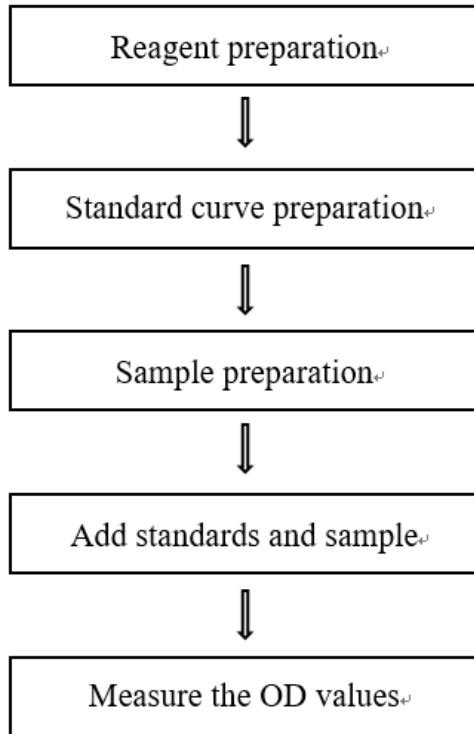 Reagent preparation
Standard curve preparation
Sample preparation
Add standards and sample
Measure the OD values